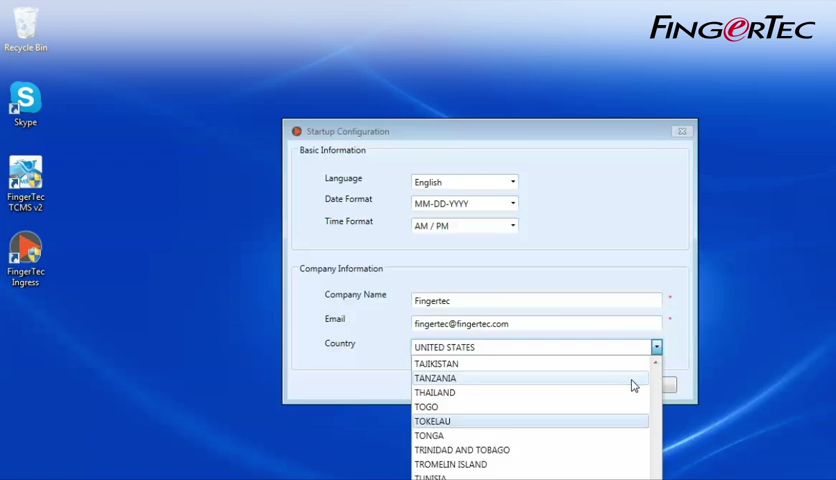 FINGERTEC
Recycle Bin
Skype
FingerTec
TCMS v2
FingerTec
Ingress
Startup Configuration
Basic Information
Language
English
Date Format
MM-DD-YYYY
Time Format
AM / PM
Company Information
Company Name
Fingertec
*
Email
fingertec@fingertec.com
*
Country
UNITED STATES
TAJIKISTAN
TANZANIA
THAILAND
TOGO
TOKELAU
TONGA
TRINIDAD AND TOBAGO
TROMELIN ISLAND
TUNISIA